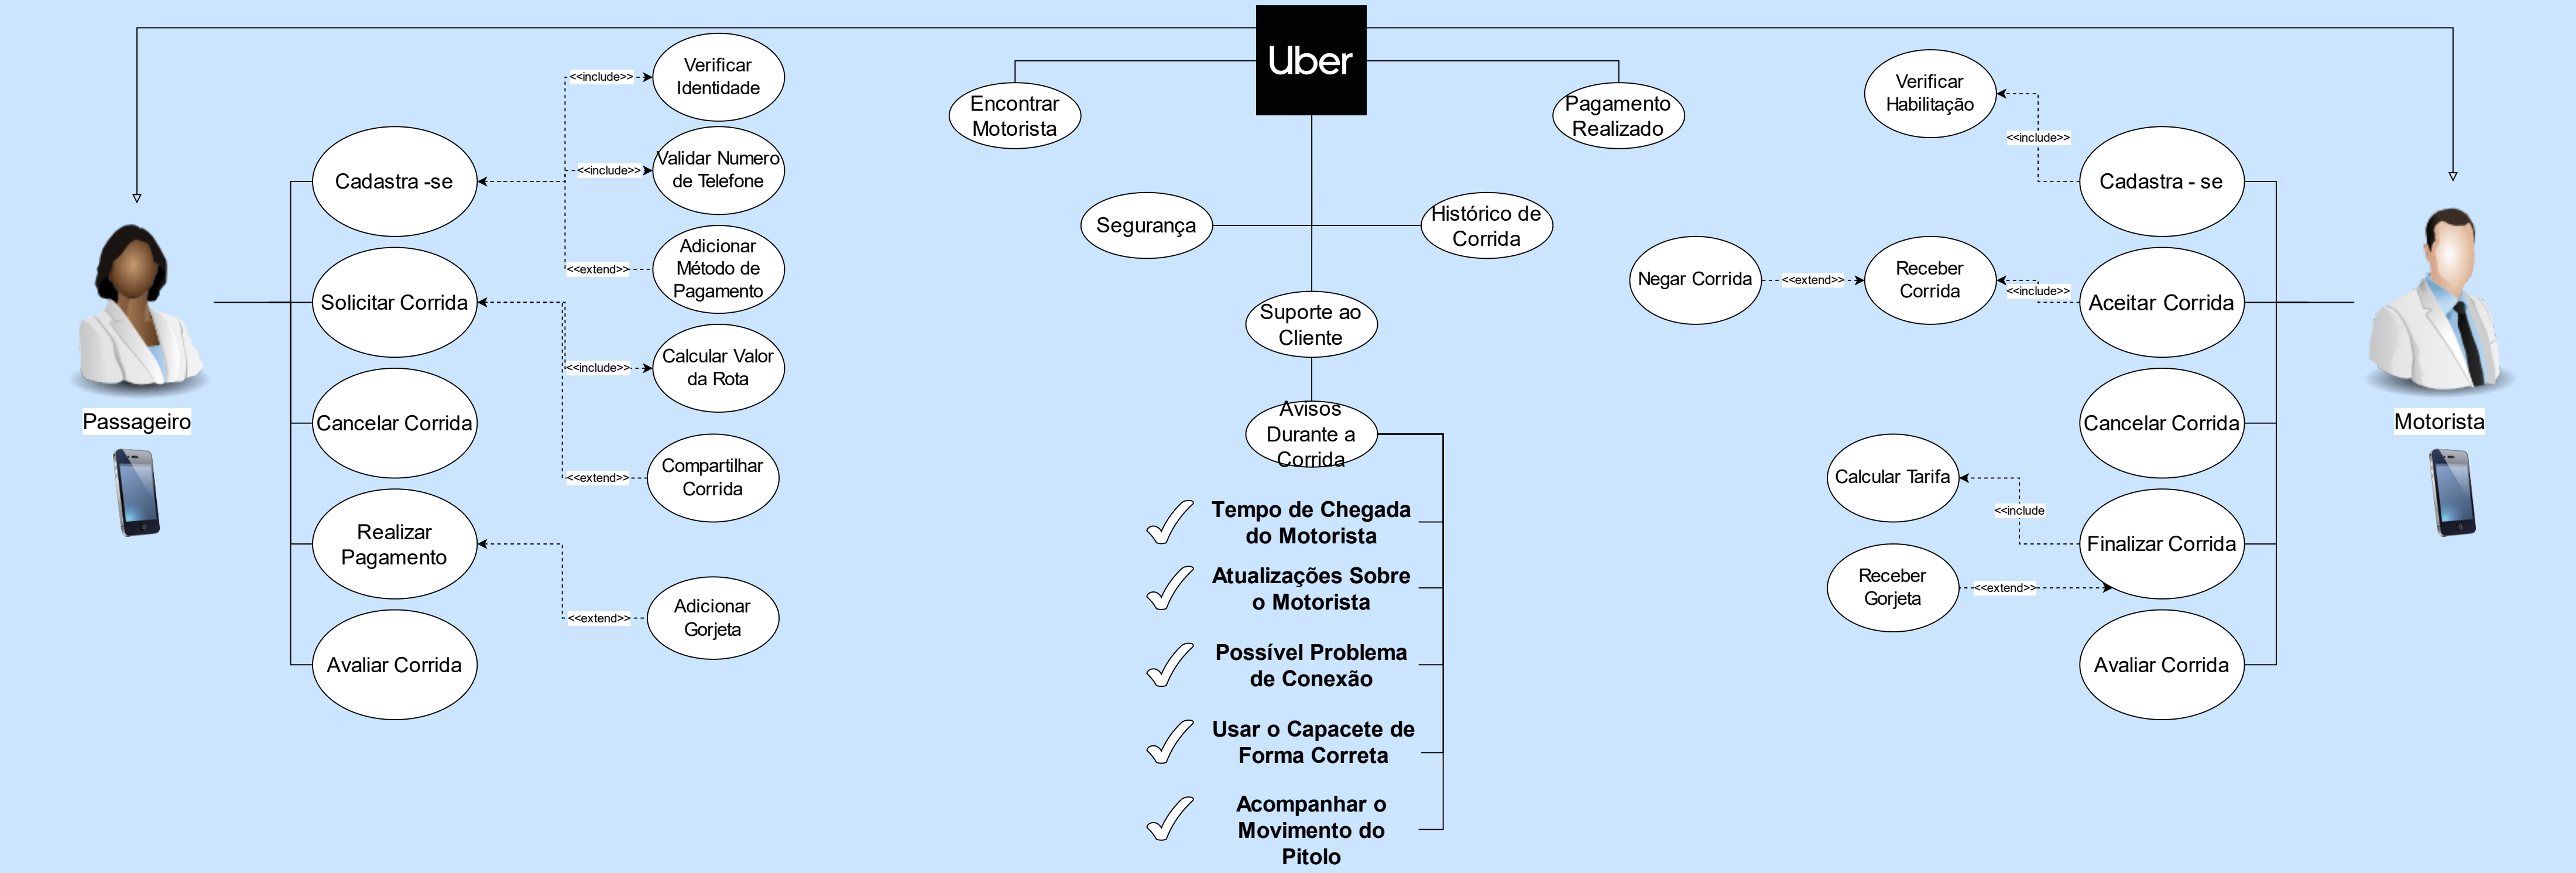 Uber
Encontrar
Motorista
Pagamento
Realizado
Segurança
Histórico de
Corrida
Suporte ao
Cliente
Avisos
Durante a
Corrida
Tempo de Chegada
do Motorista
Atualizações Sobre
o Motorista
Possível Problema
de Conexão
Usar o Capacete de
Forma Correta
Acompanhar o
Movimento do
Pitolo
Passageiro
Cadastra -se
Solicitar Corrida
Cancelar Corrida
Realizar
Pagamento
Avaliar Corrida
<<include>>
Verificar
Identidade
<<include>>
Validar Numero
de Telefone
<<extend>>
Adicionar
Método de
Pagamento
<<include>>
Calcular Valor
da Rota
<<extend>>
Compartilhar
Corrida
<<extend>>
Adicionar
Gorjeta
Verificar
Habilitação
<<include>>
Cadastra - se
Negar Corrida
<<extend>>
Receber
Corrida
<<include>>
Aceitar Corrida
Cancelar Corrida
Calcular Tarifa
<<include
Finalizar Corrida
Receber
Gorjeta
<<extend>>
Avaliar Corrida
Motorista